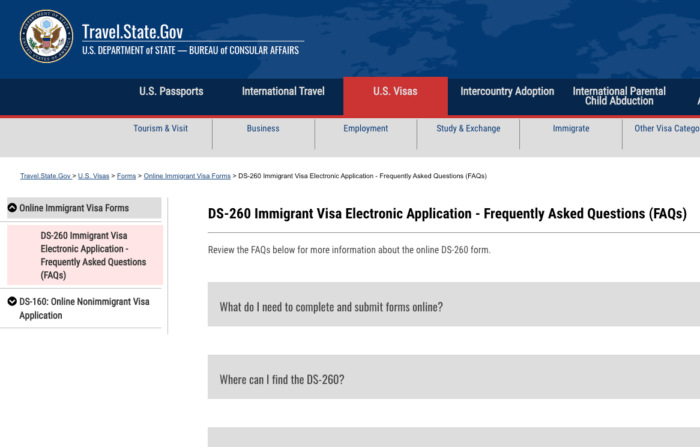 Travel.State.Gov
U.S. DEPARTMENT of STATE — BUREAU of CONSULAR AFFAIRS
U.S. Passports
International Travel
U.S. Visas
Intercountry Adoption
International Parental
Child Abduction
Tourism & Visit
Business
Employment
Study & Exchange
Immigrate
Other Visa Catego
Travel.State.Gov > U.S. Visas > Forms > Online Immigrant Visa Forms > DS-260 Immigrant Visa Electronic Application - Frequently Asked Questions (FAQs)
Online Immigrant Visa Forms
DS-260 Immigrant Visa
Electronic Application -
Frequently Asked Questions
(FAQs)
DS-160: Online Nonimmigrant Visa
Application
DS-260 Immigrant Visa Electronic Application - Frequently Asked Questions (FAQs)
Review the FAQs below for more information about the online DS-260 form.
What do I need to complete and submit forms online?
Where can I find the DS-260?